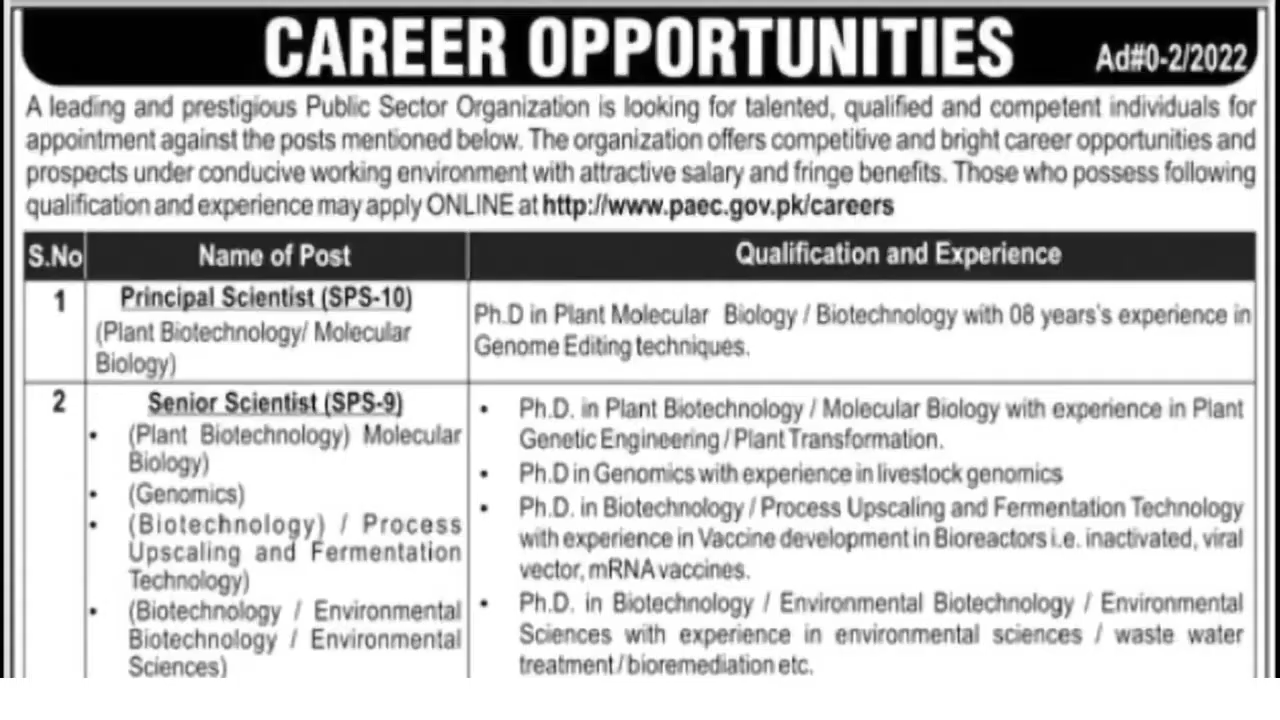 CAREER OPPORTUNITIES Ad#0-2/2022
A leading and prestigious Public Sector Organization is looking for talented, qualified and competent individuals for
appointment against the posts mentioned below. The organization offers competitive and bright career opportunities and
prospects under conducive working environment with attractive salary and fringe benefits. Those who possess following
qualification and experience may apply ONLINE at http://www.paec.gov.pk/careers
S.No Name of Post Qualification and Experience
1 Principal Scientist (SPS-10)
(Plant Biotechnology/ Molecular
Biology)
Ph.D in Plant Molecular Biology / Biotechnology with 08 years's experience in
Genome Editing techniques.
2 Senior Scientist (SPS-9)
• (Plant Biotechnology) Molecular
Biology)
• (Genomics)
• (Biotechnology) / Process
Upscaling and Fermentation
Technology)
• (Biotechnology / Environmental
Biotechnology / Environmental
Sciences)
• Ph.D. in Plant Biotechnology / Molecular Biology with experience in Plant
Genetic Engineering / Plant Transformation.
• Ph.D in Genomics with experience in livestock genomics
• Ph.D. in Biotechnology / Process Upscaling and Fermentation Technology
with experience in Vaccine development in Bioreactors i.e. inactivated, viral
vector, mRNA vaccines.
• Ph.D. in Biotechnology / Environmental Biotechnology / Environmental
Sciences with experience in environmental sciences / waste water
treatment / bioremediation etc.